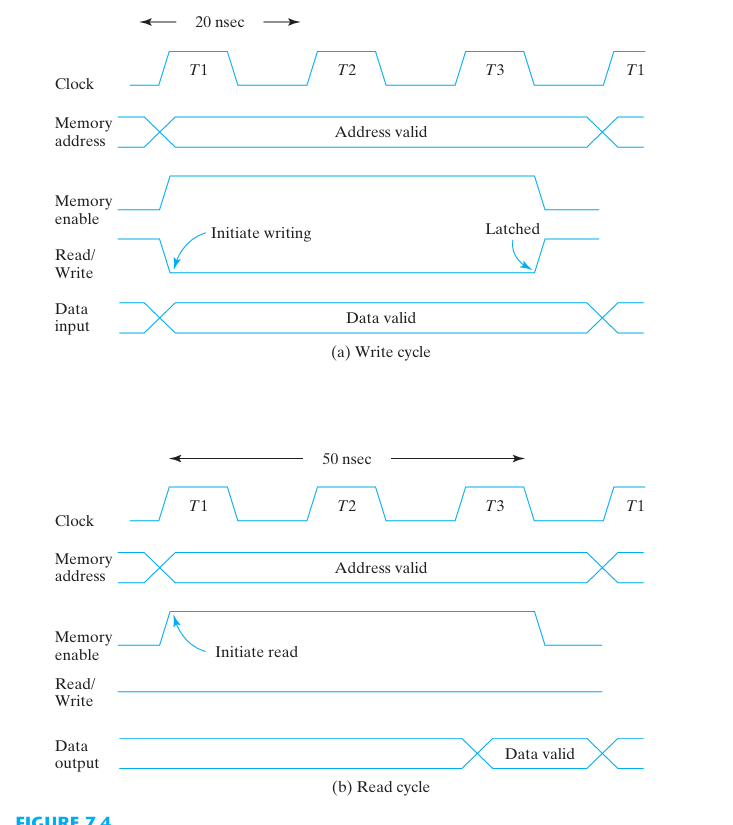 20 nsec
T1 T2 T3 T1
Clock
Memory
address
Address valid
Memory
enable
Initiate writing
Latched
Read/
Write
Data
input
Data valid
(a) Write cycle
50 nsec
T1 T2 T3 T1
Clock
Memory
address
Address valid
Memory
enable
Initiate read
Read/
Write
Data
output
Data valid
(b) Read cycle
FIGURE 7.4